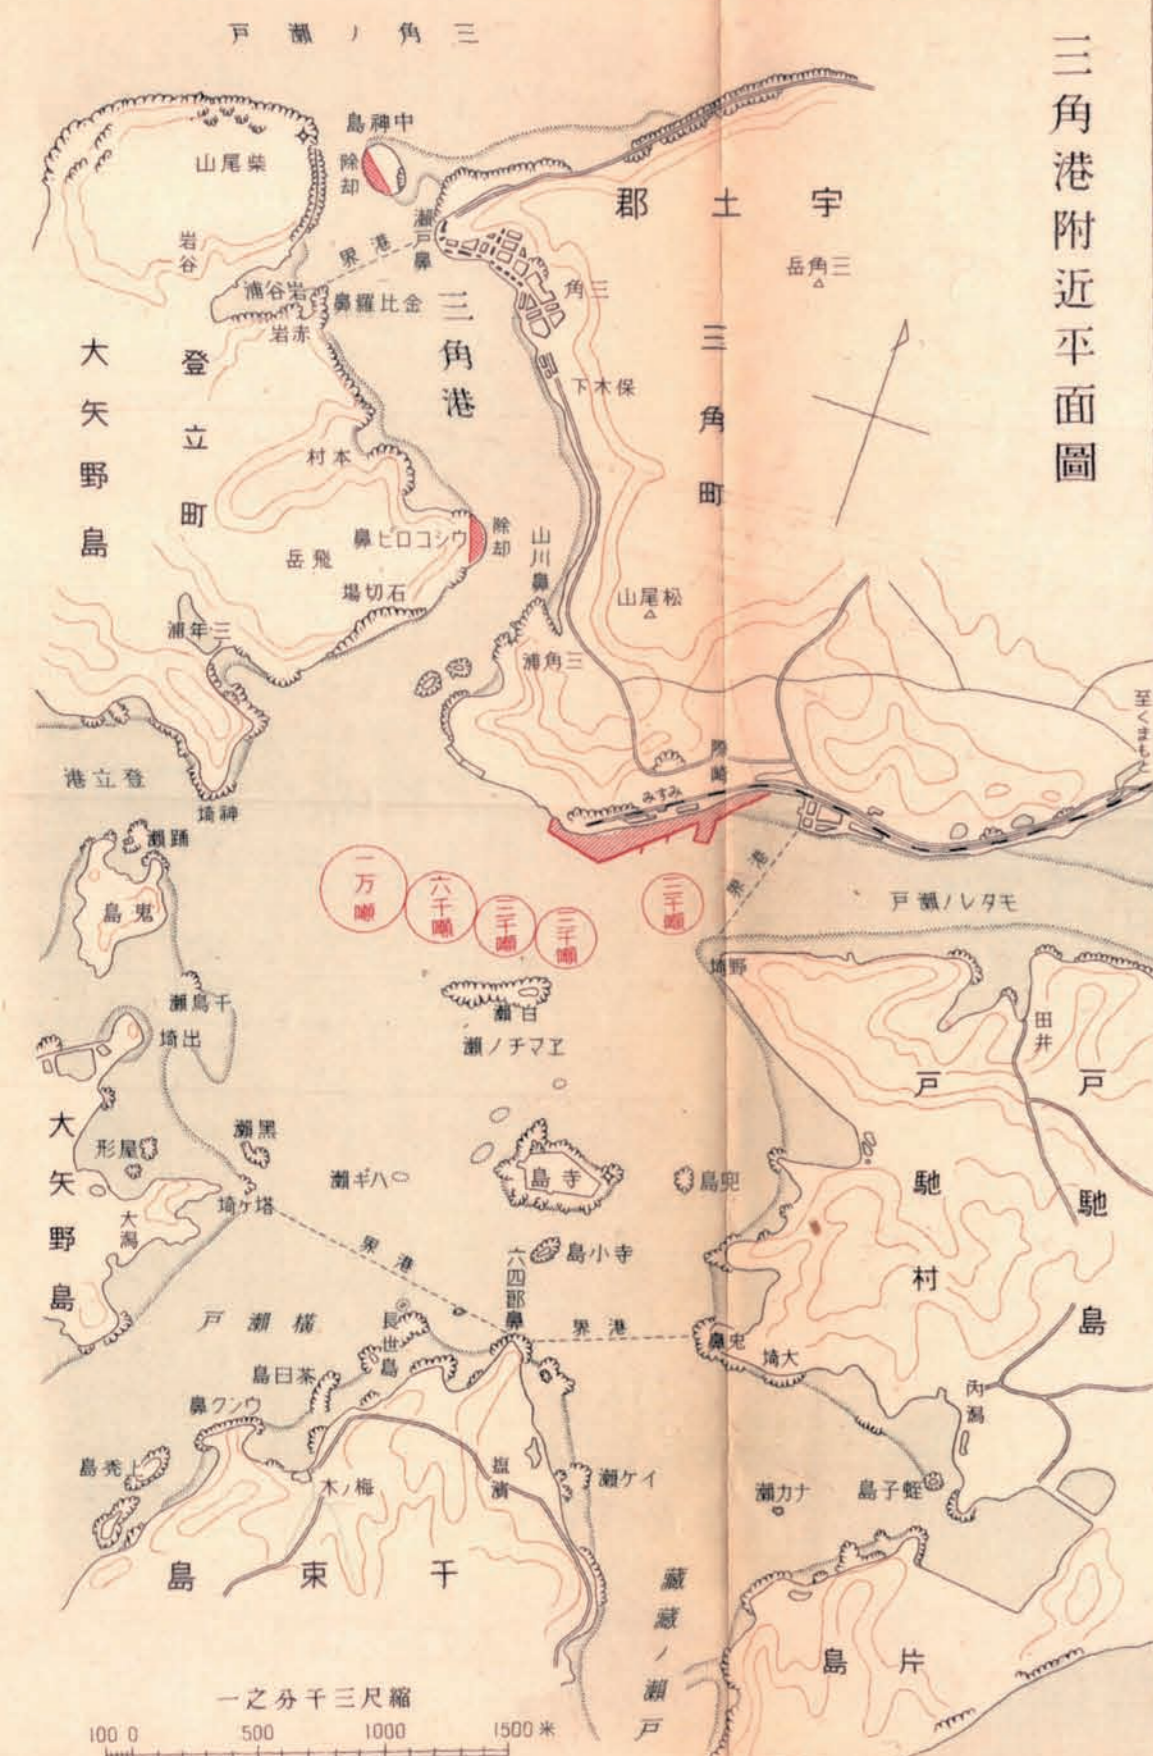 三角港附近平面圖
三角ノ瀬戸
中神島
除却
柴尾山
岩谷
瀬戸鼻
港界
宇土郡
三角岳
岩谷浦
金比羅鼻
赤岩
三角港
三角
大矢野島
登立町
三角町
下木保
本村
ウシコロビ鼻
除却
飛岳
石切場
山川鼻
松尾山
三年浦
三角浦
至くまもと
登立港
神埼
際崎
みすみ
踊瀬
鬼島
一万噸
六千噸
三千噸
三千噸
三千噸
港界
モタレノ瀬戸
野埼
千鳥瀬
白瀬
ヱマチノ瀬
出埼
田井
戸馳村
戸馳島
大矢野島
黒瀬
屋形
ハギ瀬
寺島
兜島
塔ヶ埼
大潟
寺小島
港界
六四郎鼻
港界
横瀬戸
長世島
茶臼島
兜鼻
大埼
ウンク鼻
丙潟
上禿島
梅ノ木
塩濱
イケ瀬
ナカ瀬
蛭子島
千束島
藏藏ノ瀬戸
片島
縮尺三千分之一
100 0 500 1000 1500米